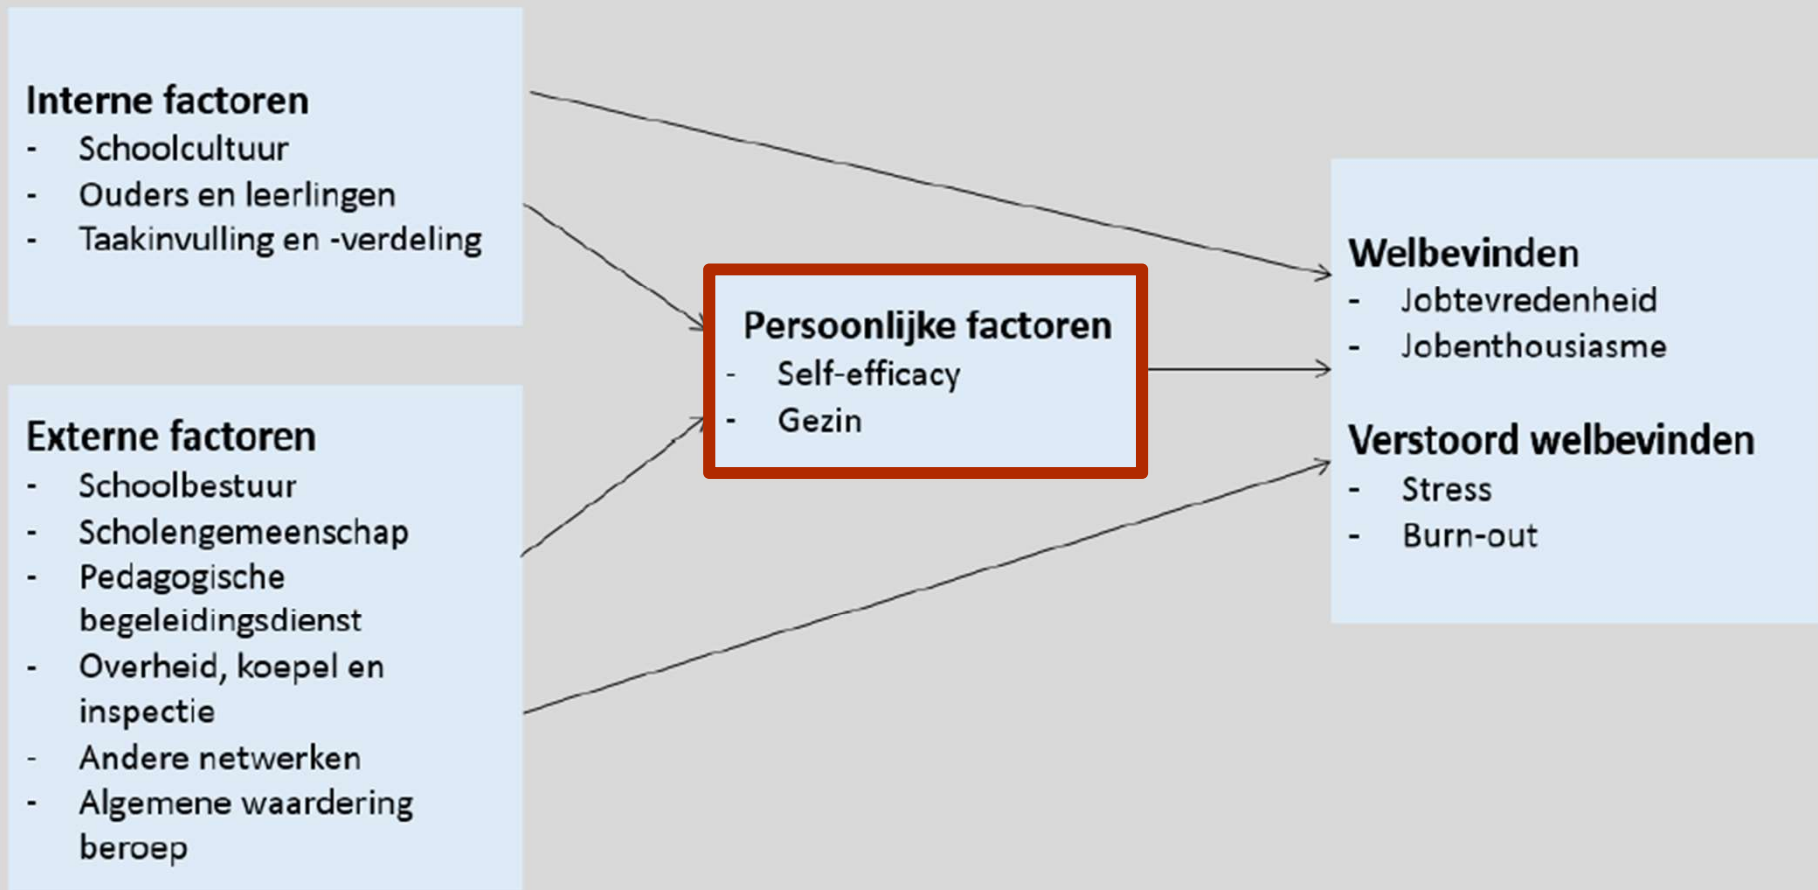 Interne factoren
- Schoolcultuur
- Ouders en leerlingen
- Taakinvulling en -verdeling
Externe factoren
- Schoolbestuur
- Scholengemeenschap
- Pedagogische
begeleidingsdienst
- Overheid, koepel en
inspectie
- Andere netwerken
- Algemene waardering
beroep
Persoonlijke factoren
- Self-efficacy
- Gezin
Welbevinden
- Jobtevredenheid
- Jobenthousiasme
Verstoord welbevinden
- Stress
- Burn-out